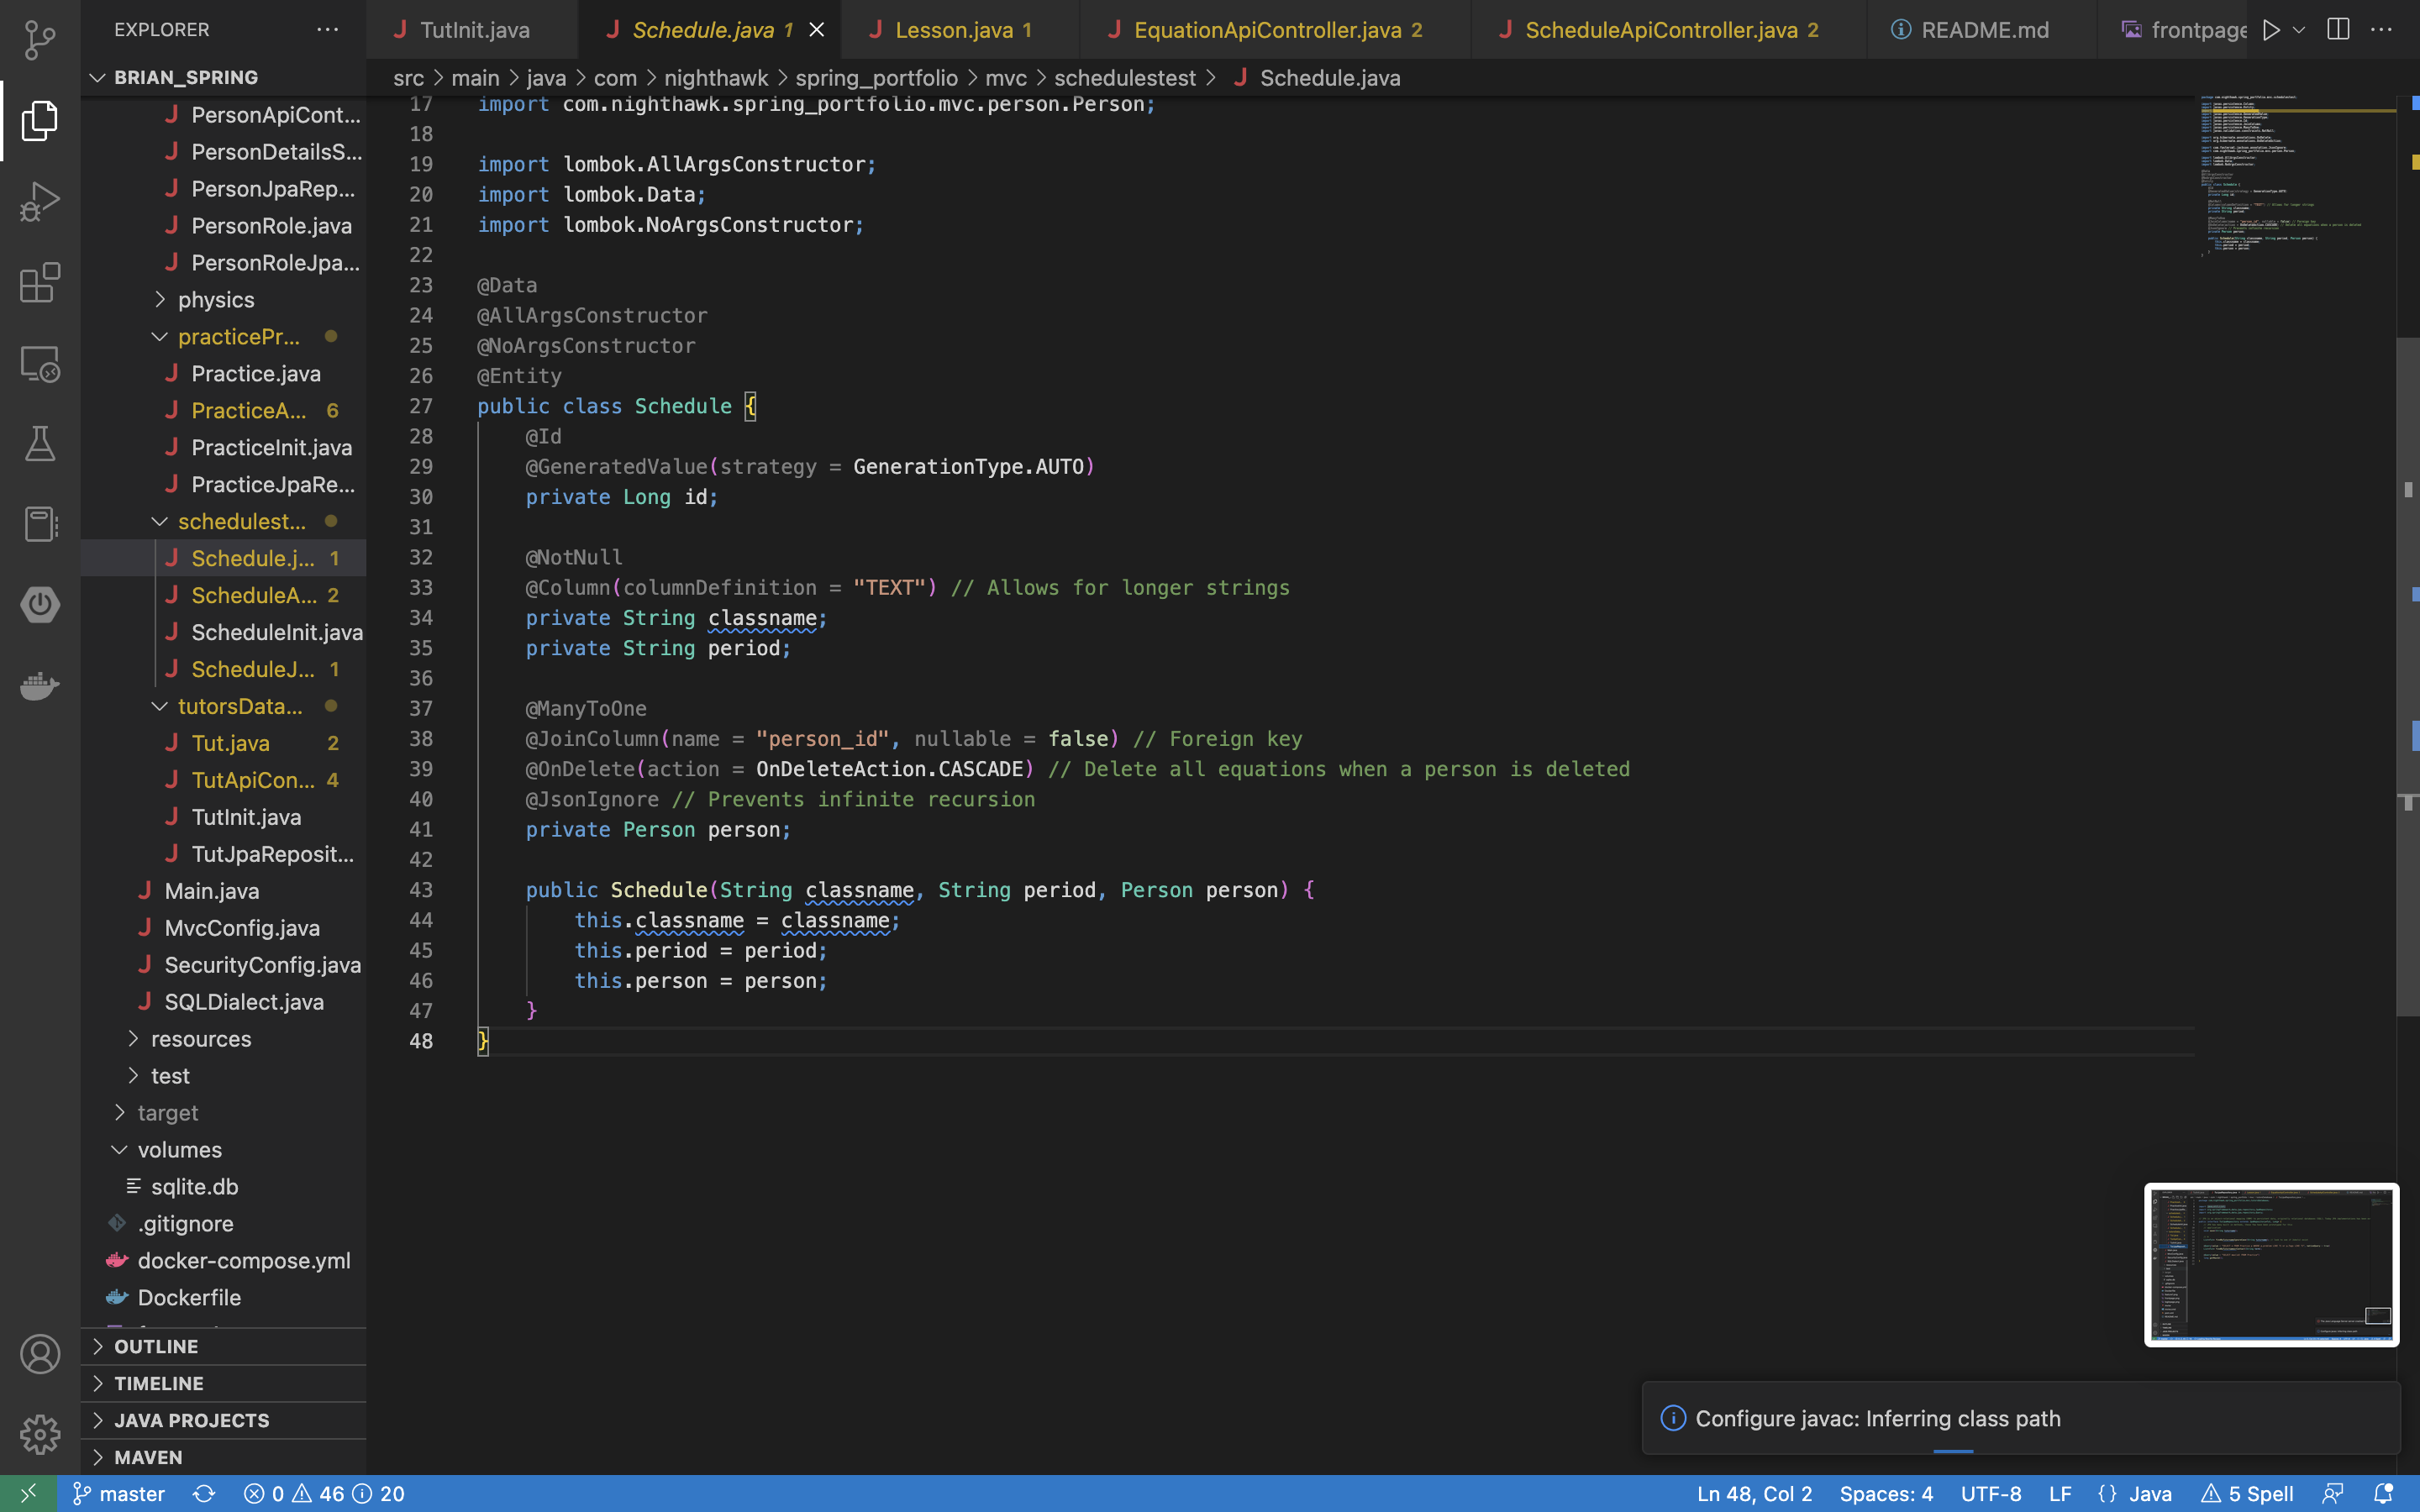 EXPLORER
TutInit.java
Schedule.java 1
Lesson.java 1
EquationApiController.java 2
ScheduleApiController.java 2
README.md
frontpage
BRIAN_SPRING
src > main > java > com > nighthawk > spring_portfolio > mvc > schedulestest > Schedule.java
PersonApiCont...
PersonDetailsS...
PersonJpaRep...
PersonRole.java
PersonRoleJpa...
physics
practicePr...
Practice.java
PracticeA... 6
PracticeInit.java
PracticeJpaRe...
schedulest...
Schedule.j... 1
ScheduleA... 2
ScheduleInit.java
ScheduleJ... 1
tutorsData...
Tut.java 2
TutApiCon... 4
TutInit.java
TutJpaReposit...
Main.java
MvcConfig.java
SecurityConfig.java
SQLDialect.java
resources
test
target
volumes
sqlite.db
.gitignore
docker-compose.yml
Dockerfile
OUTLINE
TIMELINE
JAVA PROJECTS
MAVEN
17 import com.nighthawk.spring_portfolio.mvc.person.Person;
18
19 import lombok.AllArgsConstructor;
20 import lombok.Data;
21 import lombok.NoArgsConstructor;
22
23 @Data
24 @AllArgsConstructor
25 @NoArgsConstructor
26 @Entity
27 public class Schedule {
28 @Id
29 @GeneratedValue(strategy = GenerationType.AUTO)
30 private Long id;
31
32 @NotNull
33 @Column(columnDefinition = "TEXT") // Allows for longer strings
34 private String classname;
35 private String period;
36
37 @ManyToOne
38 @JoinColumn(name = "person_id", nullable = false) // Foreign key
39 @OnDelete(action = OnDeleteAction.CASCADE) // Delete all equations when a person is deleted
40 @JsonIgnore // Prevents infinite recursion
41 private Person person;
42
43 public Schedule(String classname, String period, Person person) {
44 this.classname = classname;
45 this.period = period;
46 this.person = person;
47 }
48 }
Configure javac: Inferring class path
master
0 46 20
Ln 48, Col 2
Spaces: 4
UTF-8
LF
{} Java
5 Spell